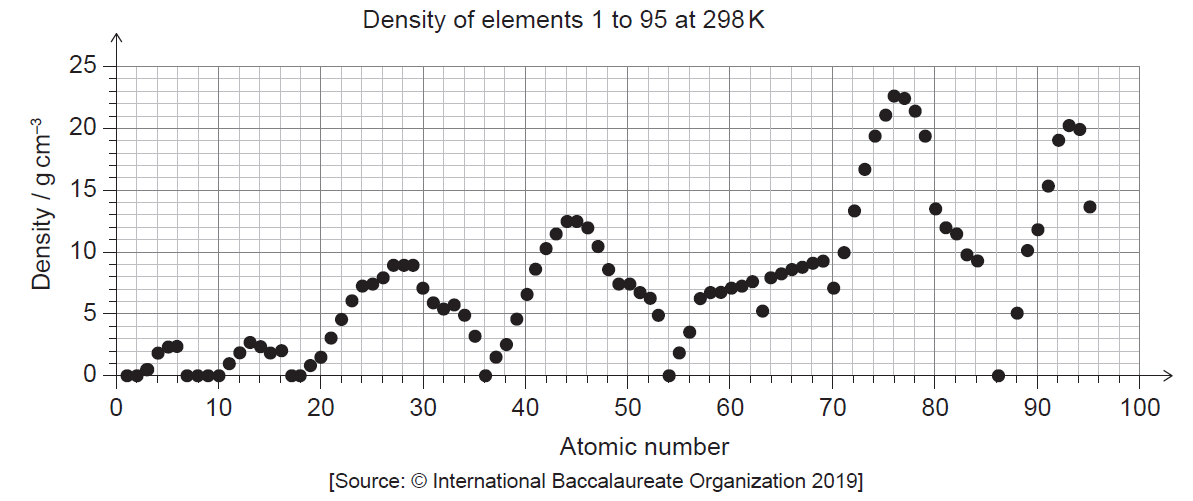 Density of elements 1 to 95 at 298 K
Density / g cm⁻³
25
20
15
10
5
0
0 10 20 30 40 50 60 70 80 90 100
Atomic number
[Source: © International Baccalaureate Organization 2019]